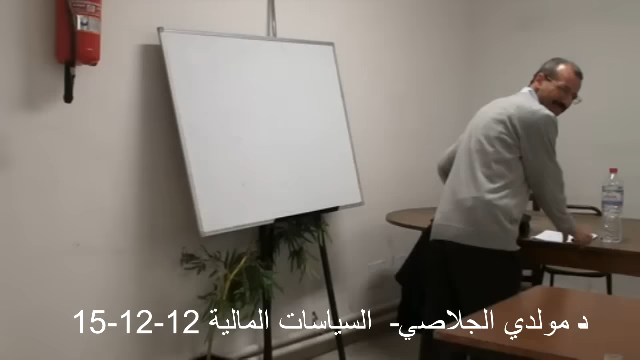 د مولدي الجلاصي- السياسات المالية 12-12-15